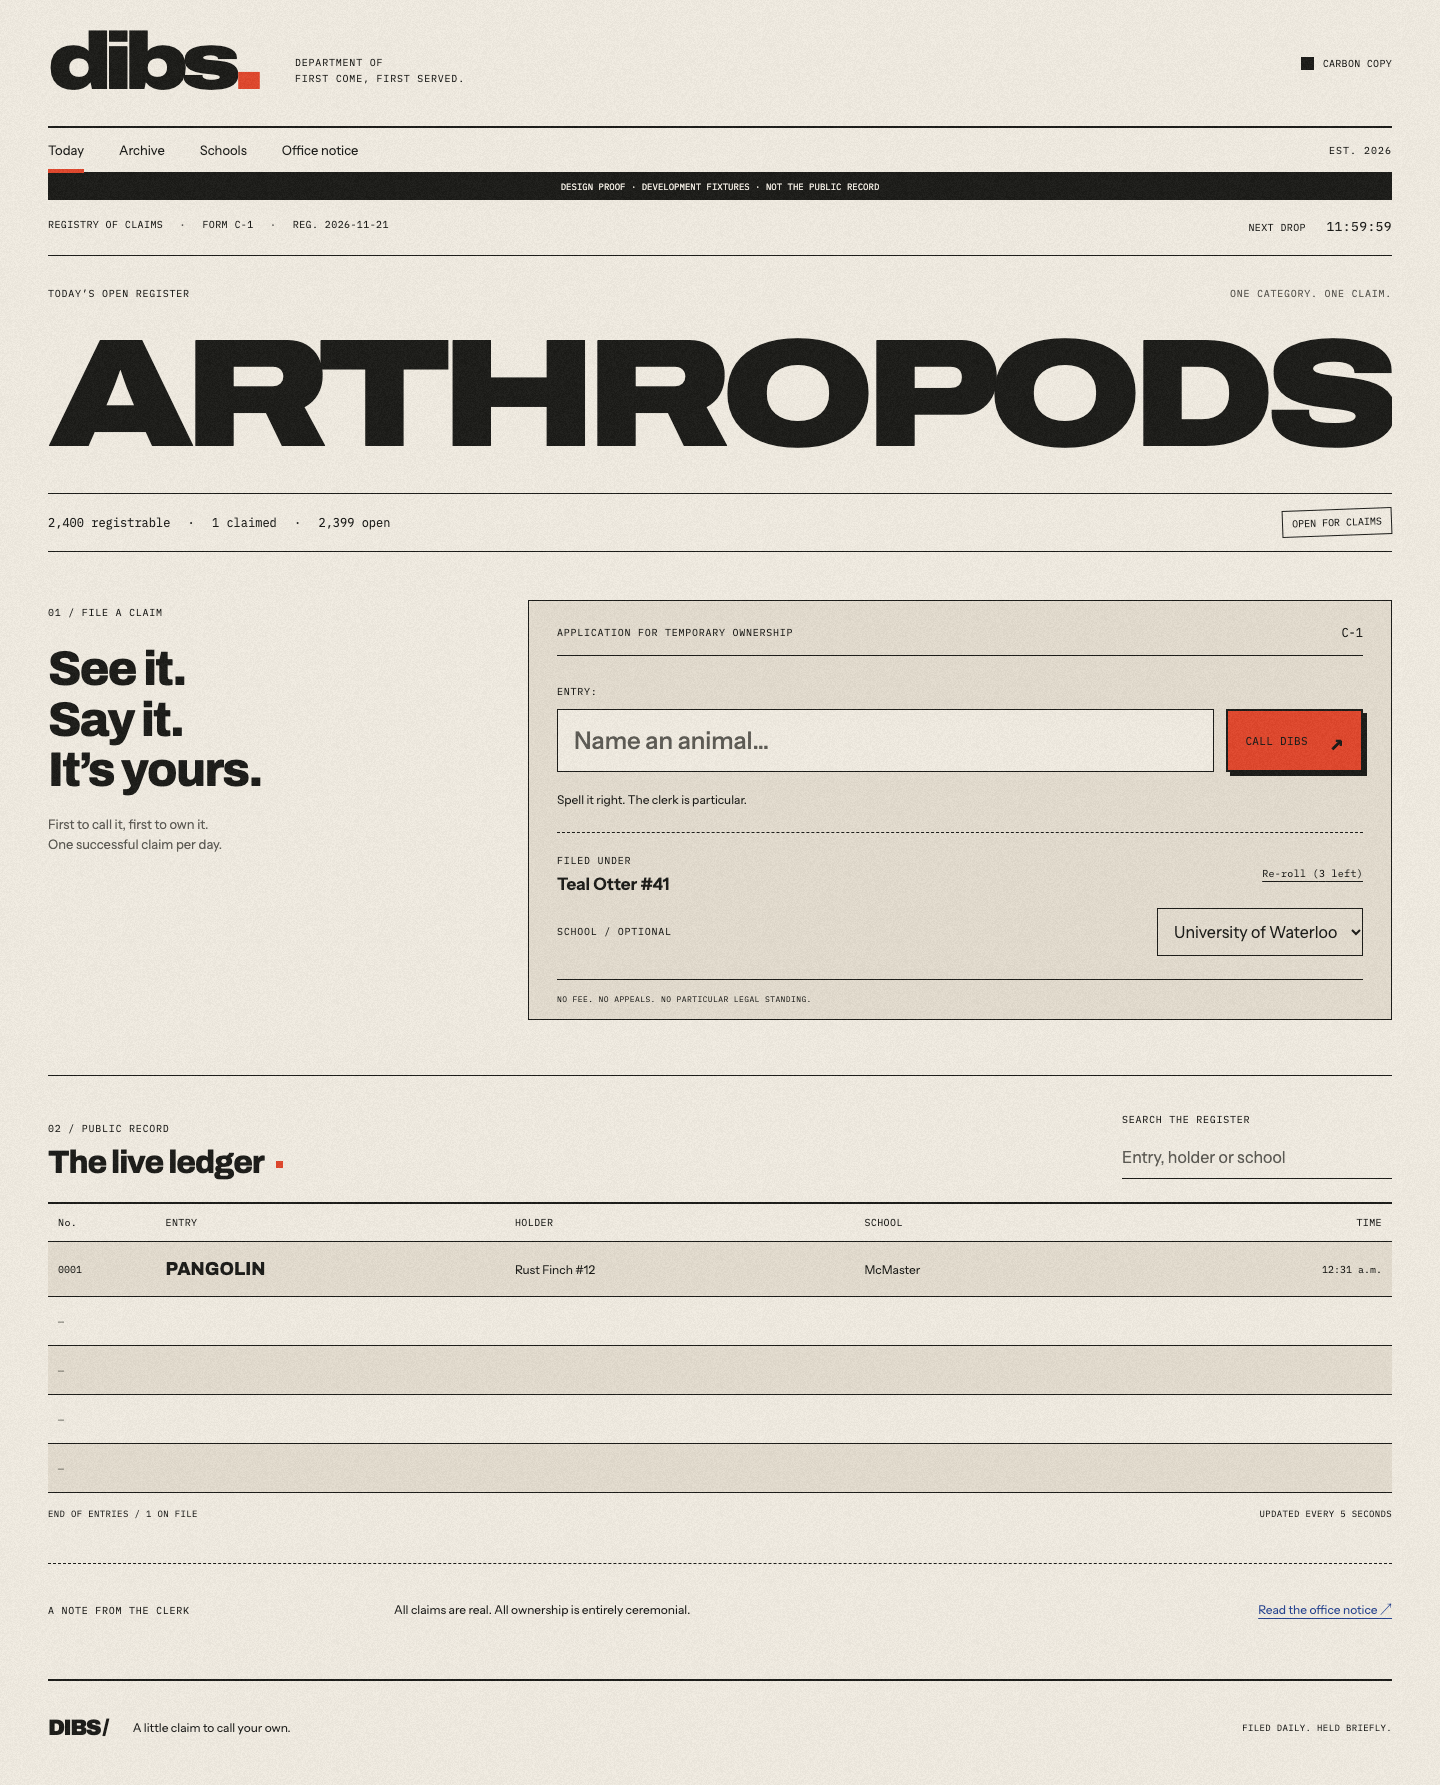 dibs.
DEPARTMENT OF
FIRST COME, FIRST SERVED.
CARBON COPY
Today Archive Schools Office notice
EST. 2026
DESIGN PROOF · DEVELOPMENT FIXTURES · NOT THE PUBLIC RECORD
REGISTRY OF CLAIMS · FORM C-1 · REG. 2026-11-21
NEXT DROP 11:59:59
TODAY’S OPEN REGISTER
ONE CATEGORY. ONE CLAIM.
ARTHROPODS
2,400 registrable · 1 claimed · 2,399 open
OPEN FOR CLAIMS
01 / FILE A CLAIM
See it.
Say it.
It’s yours.
First to call it, first to own it.
One successful claim per day.
APPLICATION FOR TEMPORARY OWNERSHIP
C-1
ENTRY:
Name an animal…
CALL DIBS ↗
Spell it right. The clerk is particular.
FILED UNDER
Teal Otter #41
Re-roll (3 left)
SCHOOL / OPTIONAL
University of Waterloo
NO FEE. NO APPEALS. NO PARTICULAR LEGAL STANDING.
02 / PUBLIC RECORD
The live ledger
SEARCH THE REGISTER
Entry, holder or school
No. ENTRY HOLDER SCHOOL TIME
0001 PANGOLIN Rust Finch #12 McMaster 12:31 a.m.
—
—
—
—
END OF ENTRIES / 1 ON FILE
UPDATED EVERY 5 SECONDS
A NOTE FROM THE CLERK
All claims are real. All ownership is entirely ceremonial.
Read the office notice ↗
DIBS/
A little claim to call your own.
FILED DAILY. HELD BRIEFLY.